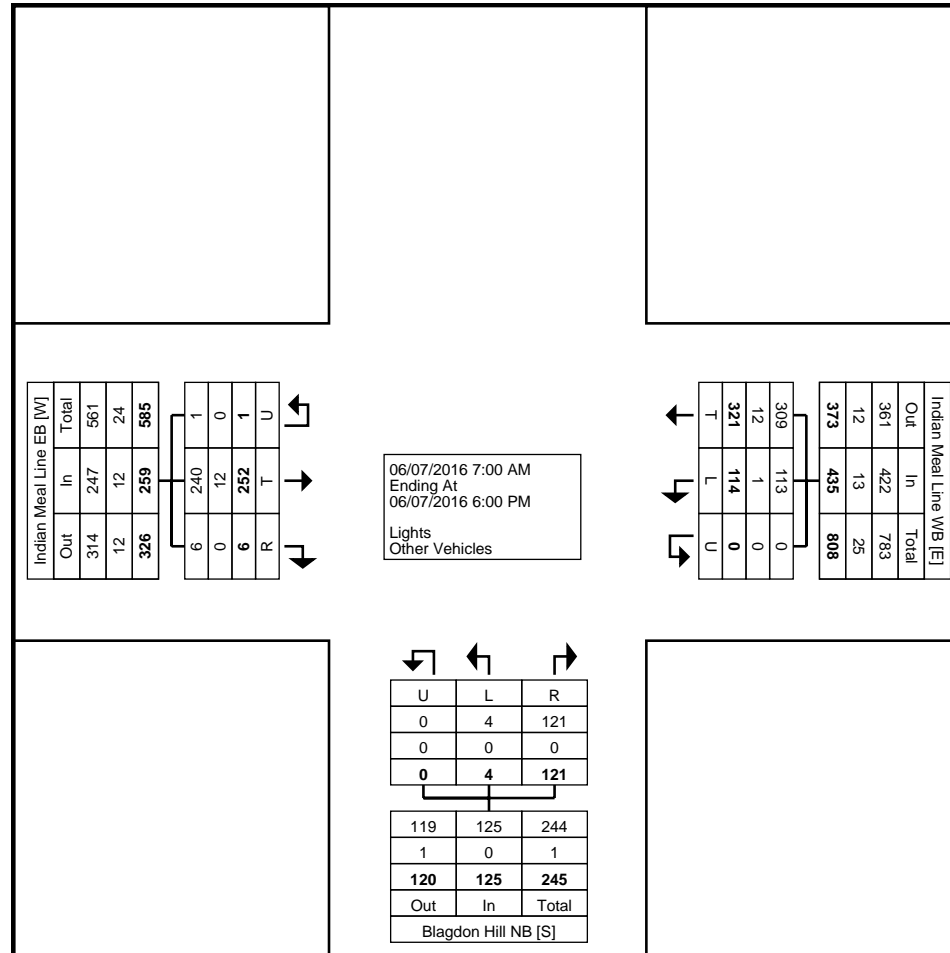 Indian Meal Line EB [W]
Out In Total
314 247 561
12 12 24
326 259 585
6 240 1
0 12 0
6 252 1
R T U
06/07/2016 7:00 AM
Ending At
06/07/2016 6:00 PM
Lights
Other Vehicles
Indian Meal Line WB [E]
Out In Total
361 422 783
12 13 25
373 435 808
309 113 0
12 1 0
321 114 0
T L U
U L R
0 4 121
0 0 0
0 4 121
119 125 244
1 0 1
120 125 245
Out In Total
Blagdon Hill NB [S]